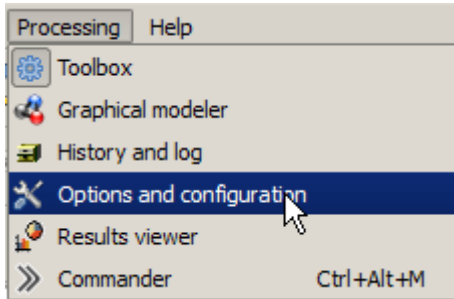 Processing Help
Toolbox
Graphical modeler
History and log
Options and configuration
Results viewer
Commander Ctrl+Alt+M